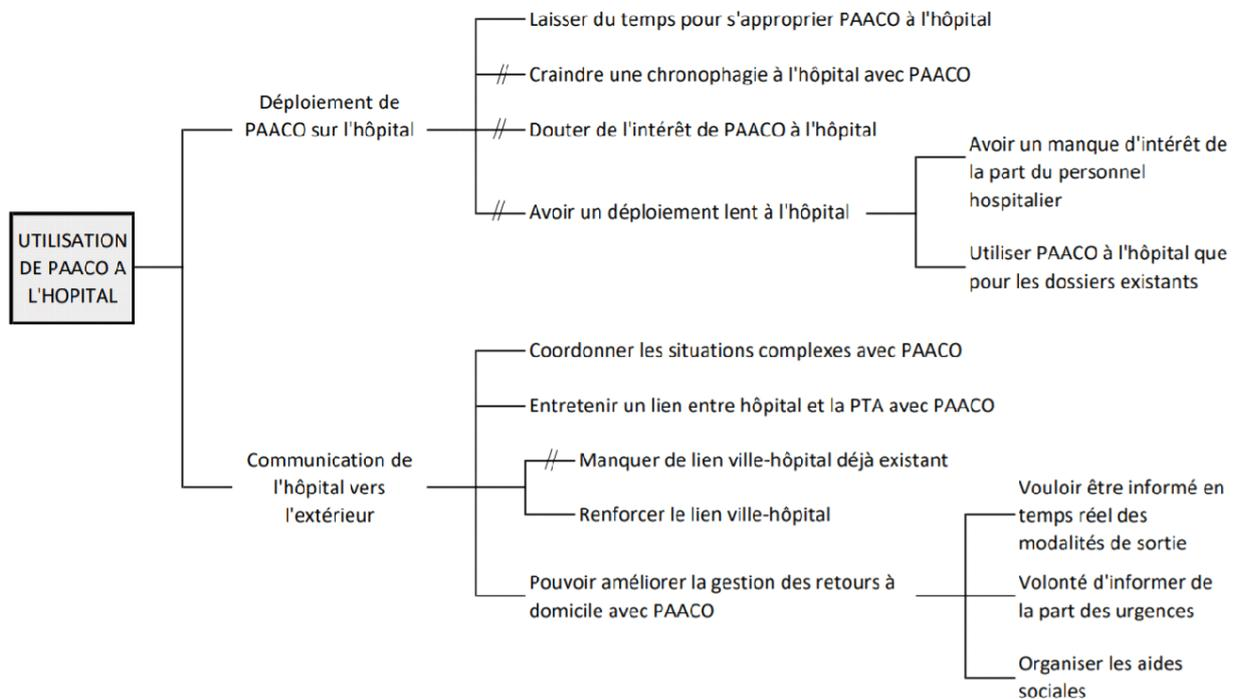 UTILISATION
DE PAACO A
L'HOPITAL
Déploiement de
PAACO sur l'hôpital
Laisser du temps pour s'approprier PAACO à l'hôpital
Craindre une chronophagie à l'hôpital avec PAACO
Douter de l'intérêt de PAACO à l'hôpital
Avoir un déploiement lent à l'hôpital
Avoir un manque d'intérêt de
la part du personnel
hospitalier
Utiliser PAACO à l'hôpital que
pour les dossiers existants
Communication de
l'hôpital vers
l'extérieur
Coordonner les situations complexes avec PAACO
Entretenir un lien entre hôpital et la PTA avec PAACO
Manquer de lien ville-hôpital déjà existant
Renforcer le lien ville-hôpital
Pouvoir améliorer la gestion des retours à
domicile avec PAACO
Vouloir être informé en
temps réel des
modalités de sortie
Volonté d'informer de
la part des urgences
Organiser les aides
sociales